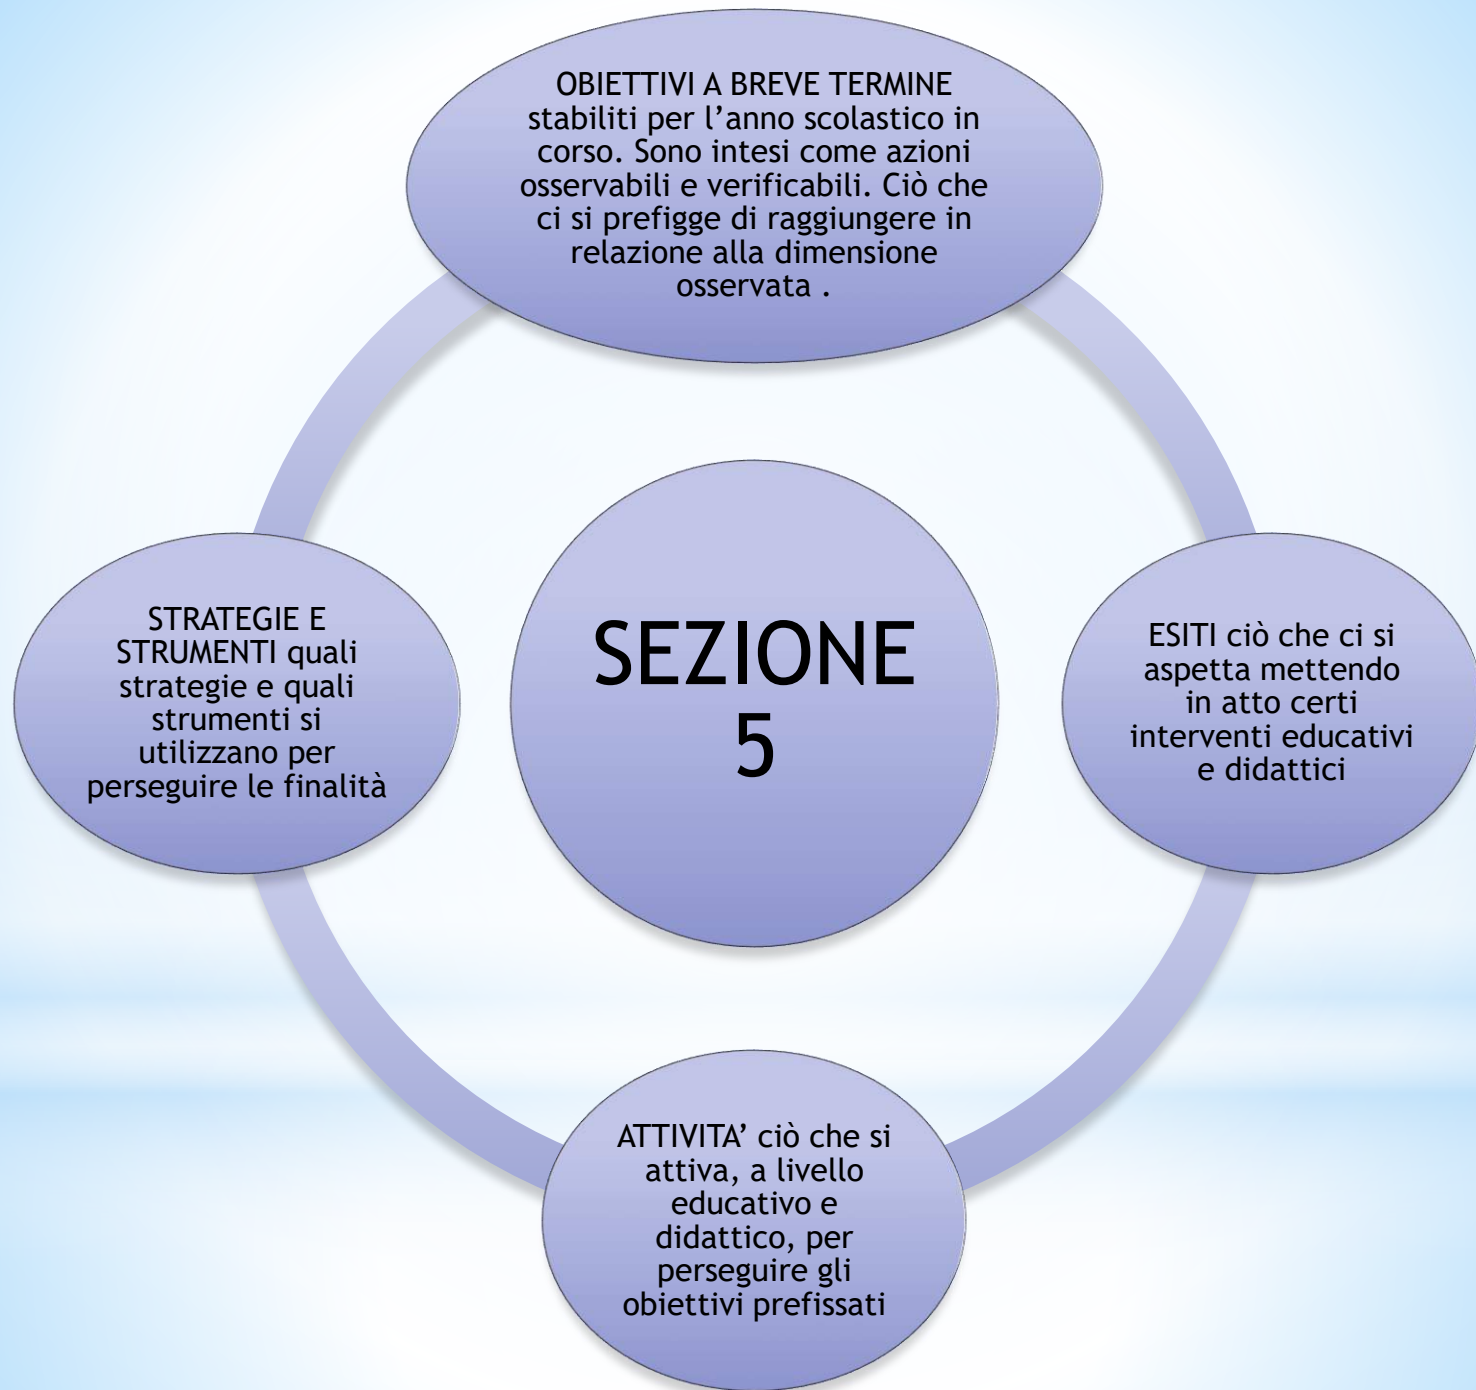 OBIETTIVI A BREVE TERMINE
stabiliti per l’anno scolastico in
corso. Sono intesi come azioni
osservabili e verificabili. Ciò che
ci si prefigge di raggiungere in
relazione alla dimensione
osservata .
STRATEGIE E
STRUMENTI quali
strategie e quali
strumenti si
utilizzano per
perseguire le finalità
SEZIONE
5
ESITI ciò che ci si
aspetta mettendo
in atto certi
interventi educativi
e didattici
ATTIVITA’ ciò che si
attiva, a livello
educativo e
didattico, per
perseguire gli
obiettivi prefissati